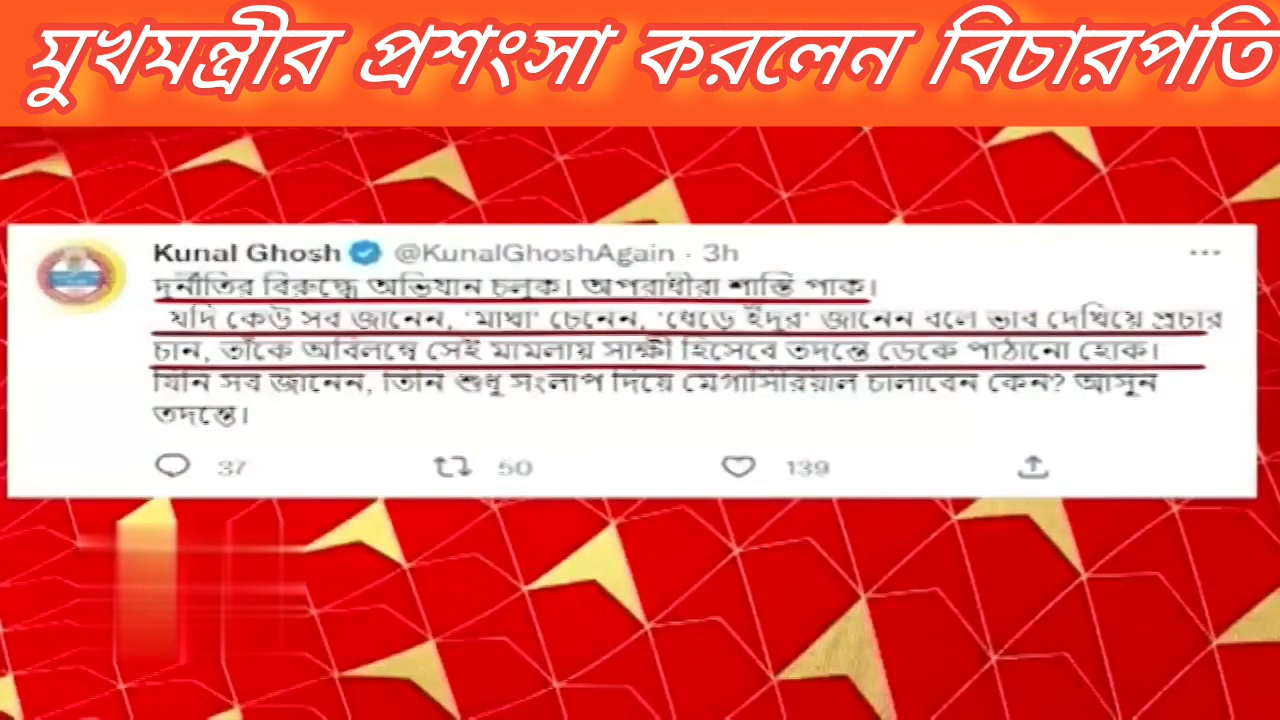 মুখ্যমন্ত্রীর প্রশংসা করলেন বিচারপতি
Kunal Ghosh @KunalGhoshAgain · 3h
দুর্নীতির বিরুদ্ধে অভিযান চলুক। অপরাধীরা শাস্তি পাক।
যদি কেউ সব জানেন, 'মাথা' চেনেন, 'ধেড়ে ইঁদুর' জানেন বলে ভাব দেখিয়ে প্রচার
চান, তাঁকে অবিলম্বে সেই মামলায় সাক্ষী হিসেবে তদন্তে ডেকে পাঠানো হোক।
যিনি সব জানেন, তিনি শুধু সংলাপ দিয়ে মেগাসিরিয়াল চালাবেন কেন? আসুন
তদন্তে।
37 50 139